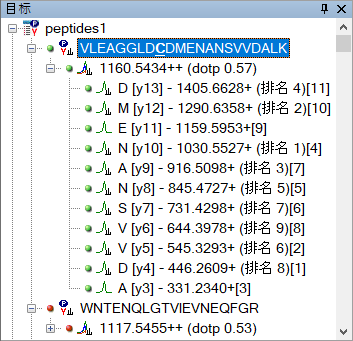 目标
peptides1
VLEAGGLDCDMENANSVVDALK
1160.5434++ (dotp 0.57)
D [y13] - 1405.6628+ (排名 4)[11]
M [y12] - 1290.6358+ (排名 2)[10]
E [y11] - 1159.5953+[9]
N [y10] - 1030.5527+ (排名 1)[4]
A [y9] - 916.5098+ (排名 3)[7]
N [y8] - 845.4727+ (排名 5)[5]
S [y7] - 731.4298+ (排名 7)[6]
V [y6] - 644.3978+ (排名 9)[8]
V [y5] - 545.3293+ (排名 6)[2]
D [y4] - 446.2609+ (排名 8)[1]
A [y3] - 331.2340+[3]
WNTENQLGTVIEVNEQFGR
1117.5455++ (dotp 0.53)